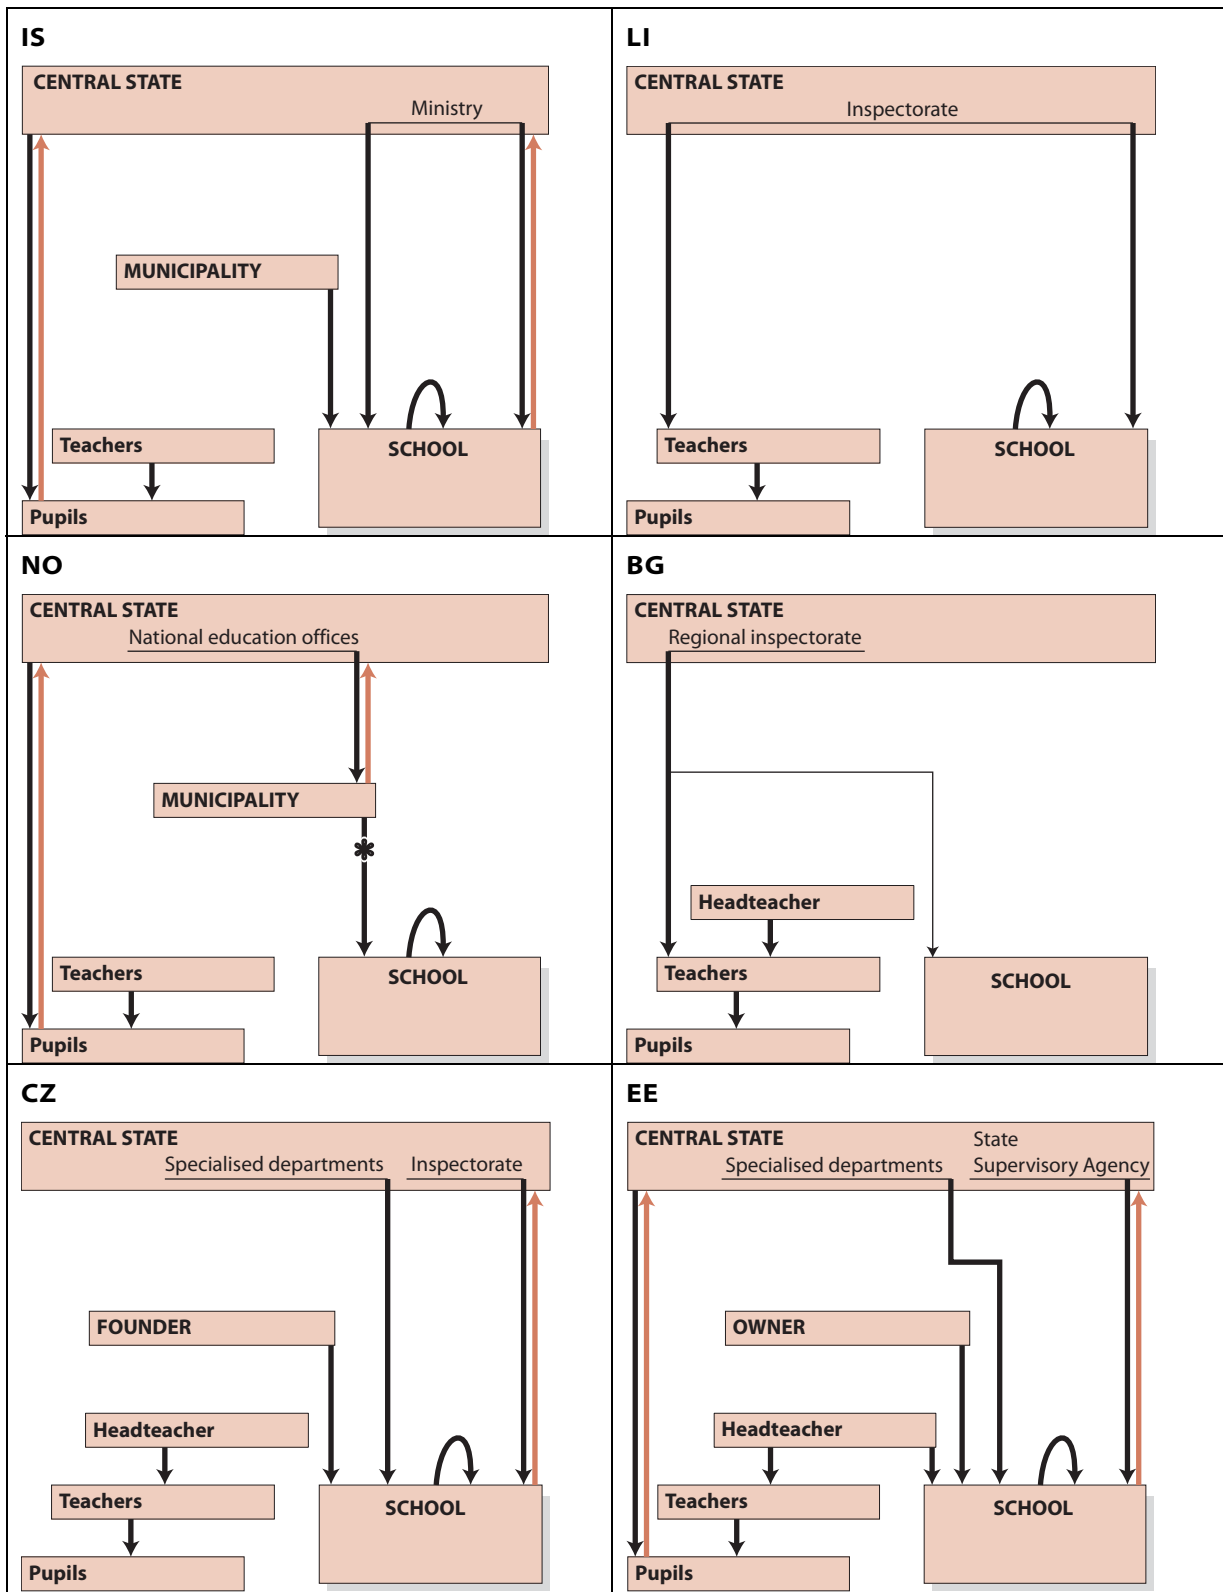 IS
CENTRAL STATE
Ministry
MUNICIPALITY
Teachers
SCHOOL
Pupils
LI
CENTRAL STATE
Inspectorate
Teachers
SCHOOL
Pupils
NO
CENTRAL STATE
National education offices
MUNICIPALITY
*
Teachers
SCHOOL
Pupils
BG
CENTRAL STATE
Regional inspectorate
Headteacher
Teachers
SCHOOL
Pupils
CZ
CENTRAL STATE
Specialised departments Inspectorate
FOUNDER
Headteacher
Teachers
SCHOOL
Pupils
EE
CENTRAL STATE State
Specialised departments Supervisory Agency
OWNER
Headteacher
Teachers
SCHOOL
Pupils